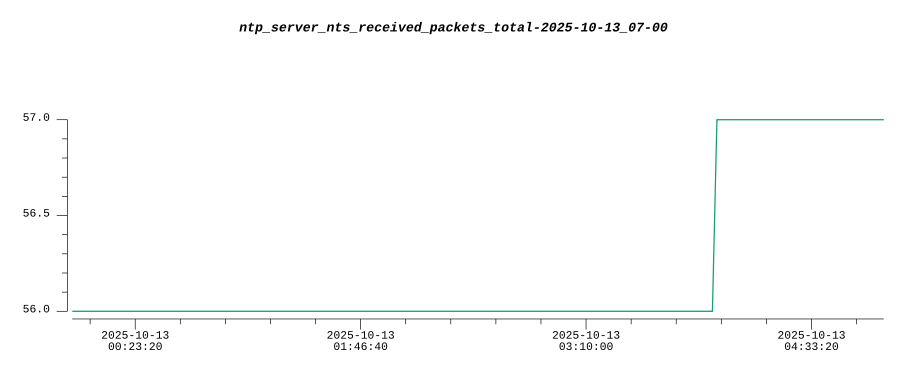 ntp_server_nts_received_packets_total-2025-10-13_07-00
57.0
56.5
56.0
2025-10-13 2025-10-13 2025-10-13 2025-10-13
00:23:20 01:46:40 03:10:00 04:33:20